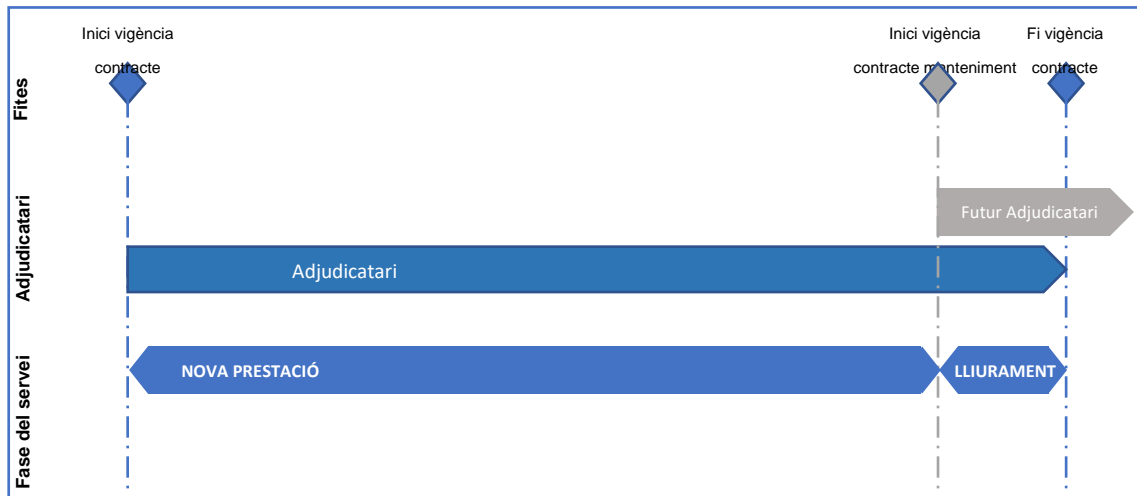 Inici vigència
contracte
Inici vigència
contracte manteniment
Fi vigència
contracte
Fites
Futur Adjudicatari
Adjudicatari
Adjudicatari
NOVA PRESTACIÓ
LLIURAMENT
Fase del servei